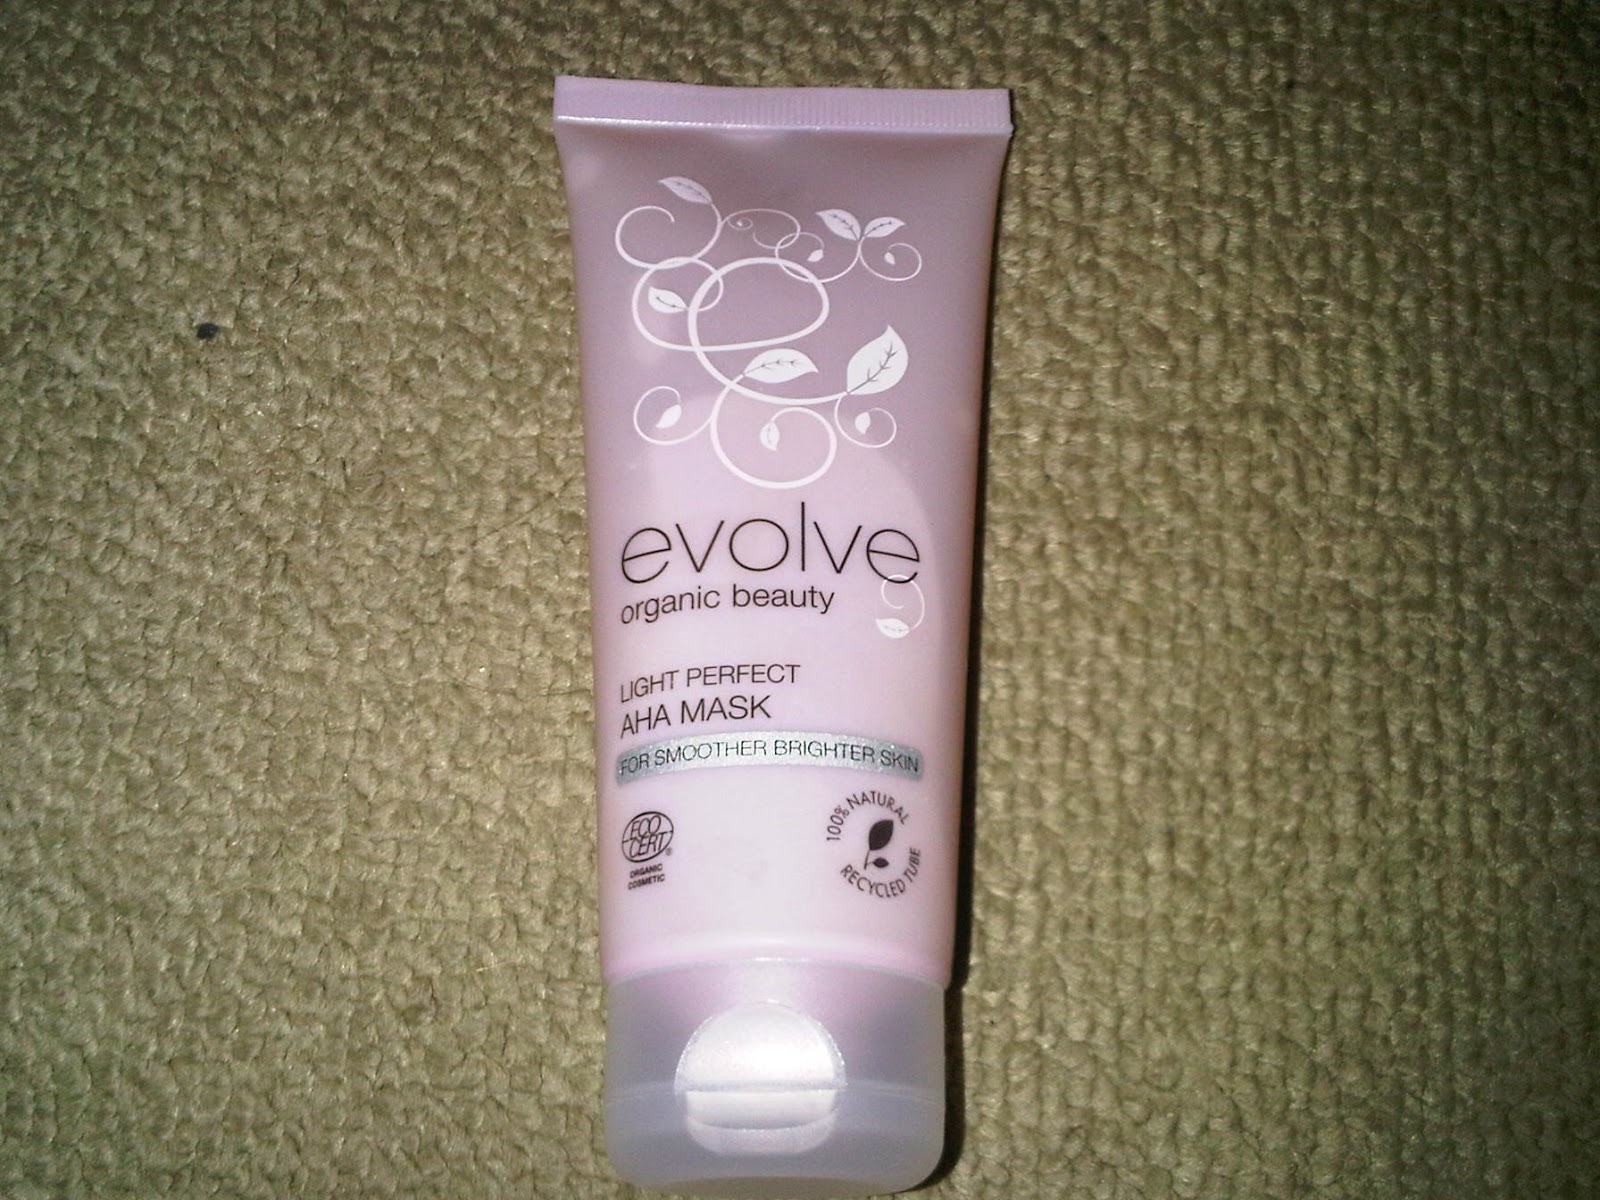 evolve
organic beauty
LIGHT PERFECT
AHA MASK
FOR SMOOTHER BRIGHTER SKIN
ECO
CERT®
ORGANIC
COSMETIC
100% NATURAL
RECYCLED TUBE